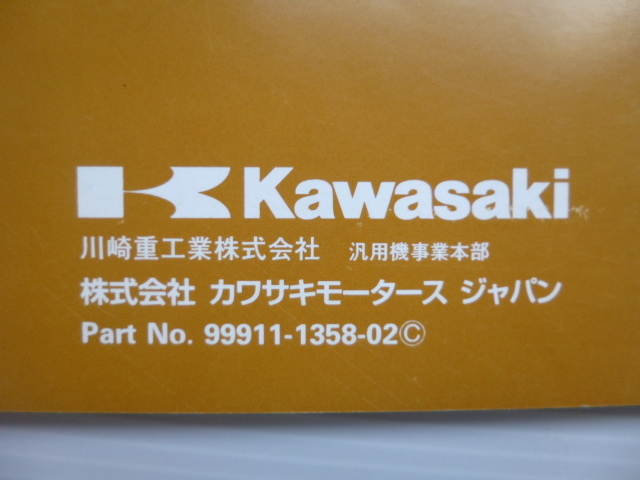 Kawasaki
川崎重工業株式会社 汎用機事業本部
株式会社 カワサキモータース ジャパン
Part No. 99911-1358-02©